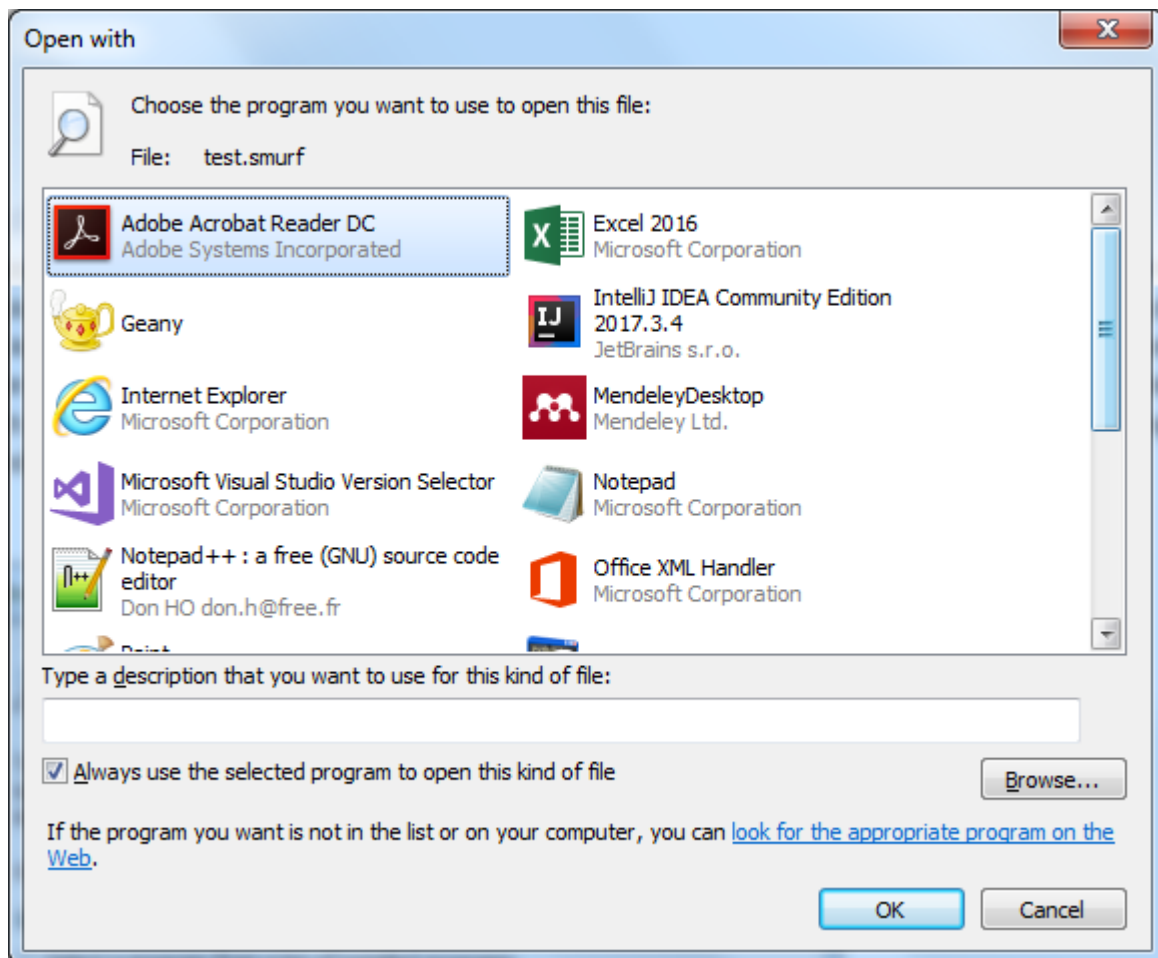 Open with
Choose the program you want to use to open this file:
File: test.smurf
Adobe Acrobat Reader DC
Adobe Systems Incorporated
Excel 2016
Microsoft Corporation
Geany
IntelliJ IDEA Community Edition
2017.3.4
JetBrains s.r.o.
Internet Explorer
Microsoft Corporation
MendeleyDesktop
Mendeley Ltd.
Microsoft Visual Studio Version Selector
Microsoft Corporation
Notepad
Microsoft Corporation
Notepad++ : a free (GNU) source code
editor
Don HO don.h@free.fr
Office XML Handler
Microsoft Corporation
Paint
Type a description that you want to use for this kind of file:
Always use the selected program to open this kind of file
Browse...
If the program you want is not in the list or on your computer, you can look for the appropriate program on the
Web.
OK
Cancel